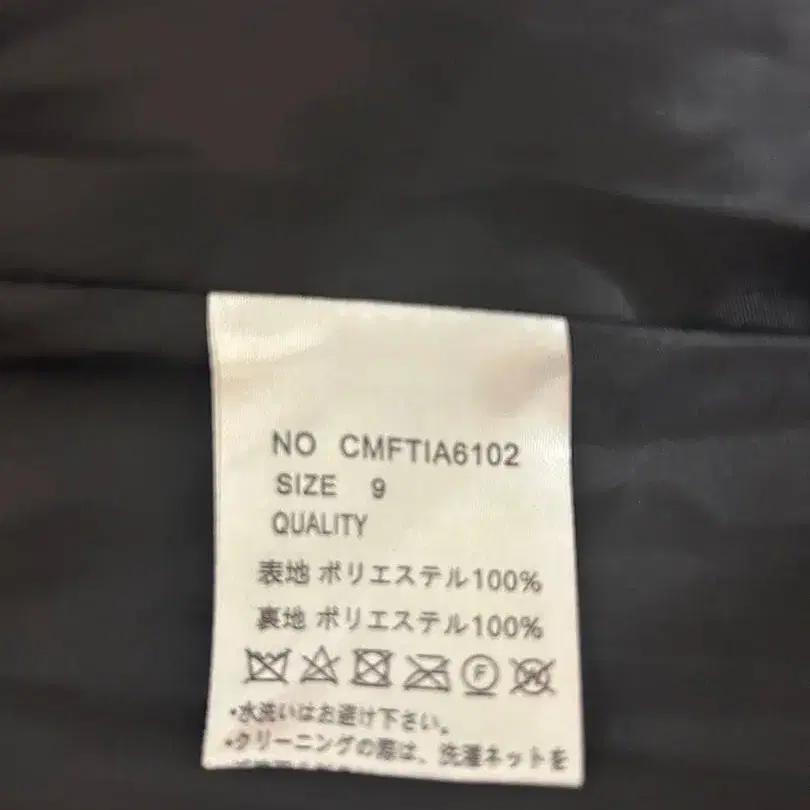 NO CMFTIA6102
SIZE 9
QUALITY
表地 ポリエステル100%
裏地 ポリエステル100%
F
・水洗いはお避け下さい。
・クリーニングの際は、洗濯ネットを